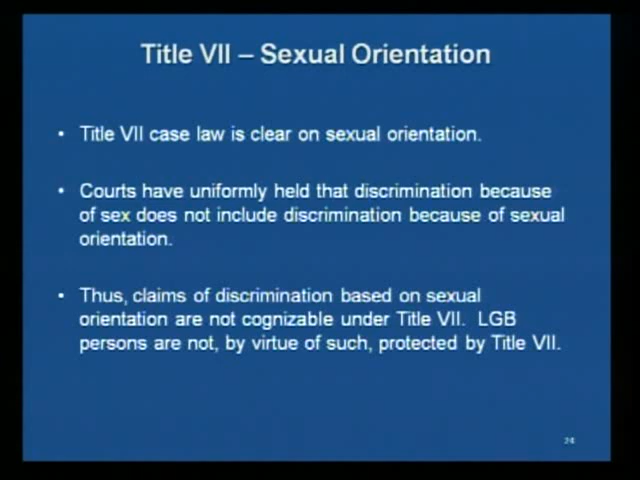 Title VII – Sexual Orientation
• Title VII case law is clear on sexual orientation.
• Courts have uniformly held that discrimination because
of sex does not include discrimination because of sexual
orientation.
• Thus, claims of discrimination based on sexual
orientation are not cognizable under Title VII. LGB
persons are not, by virtue of such, protected by Title VII.